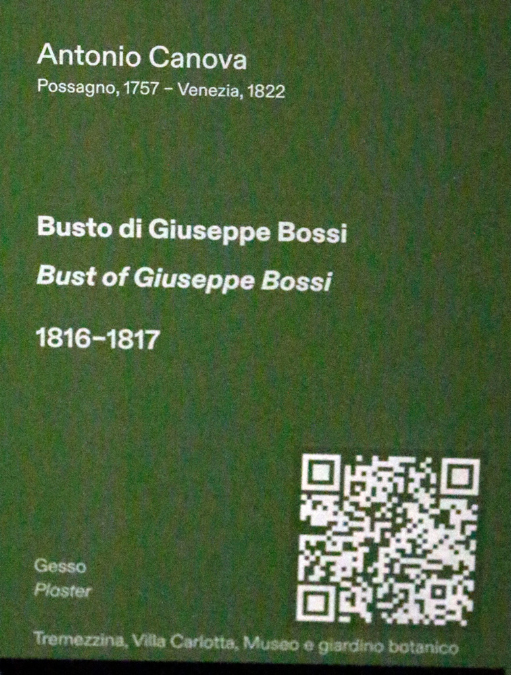 Antonio Canova
Possagno, 1757 – Venezia, 1822
Busto di Giuseppe Bossi
Bust of Giuseppe Bossi
1816–1817
Gesso
Plaster
Tremezzina, Villa Carlotta, Museo e giardino botanico